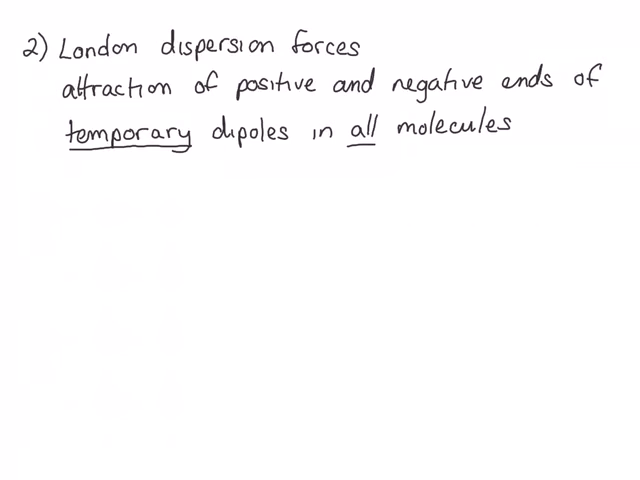 2) London dispersion forces
attraction of positive and negative ends of
temporary dipoles in all molecules